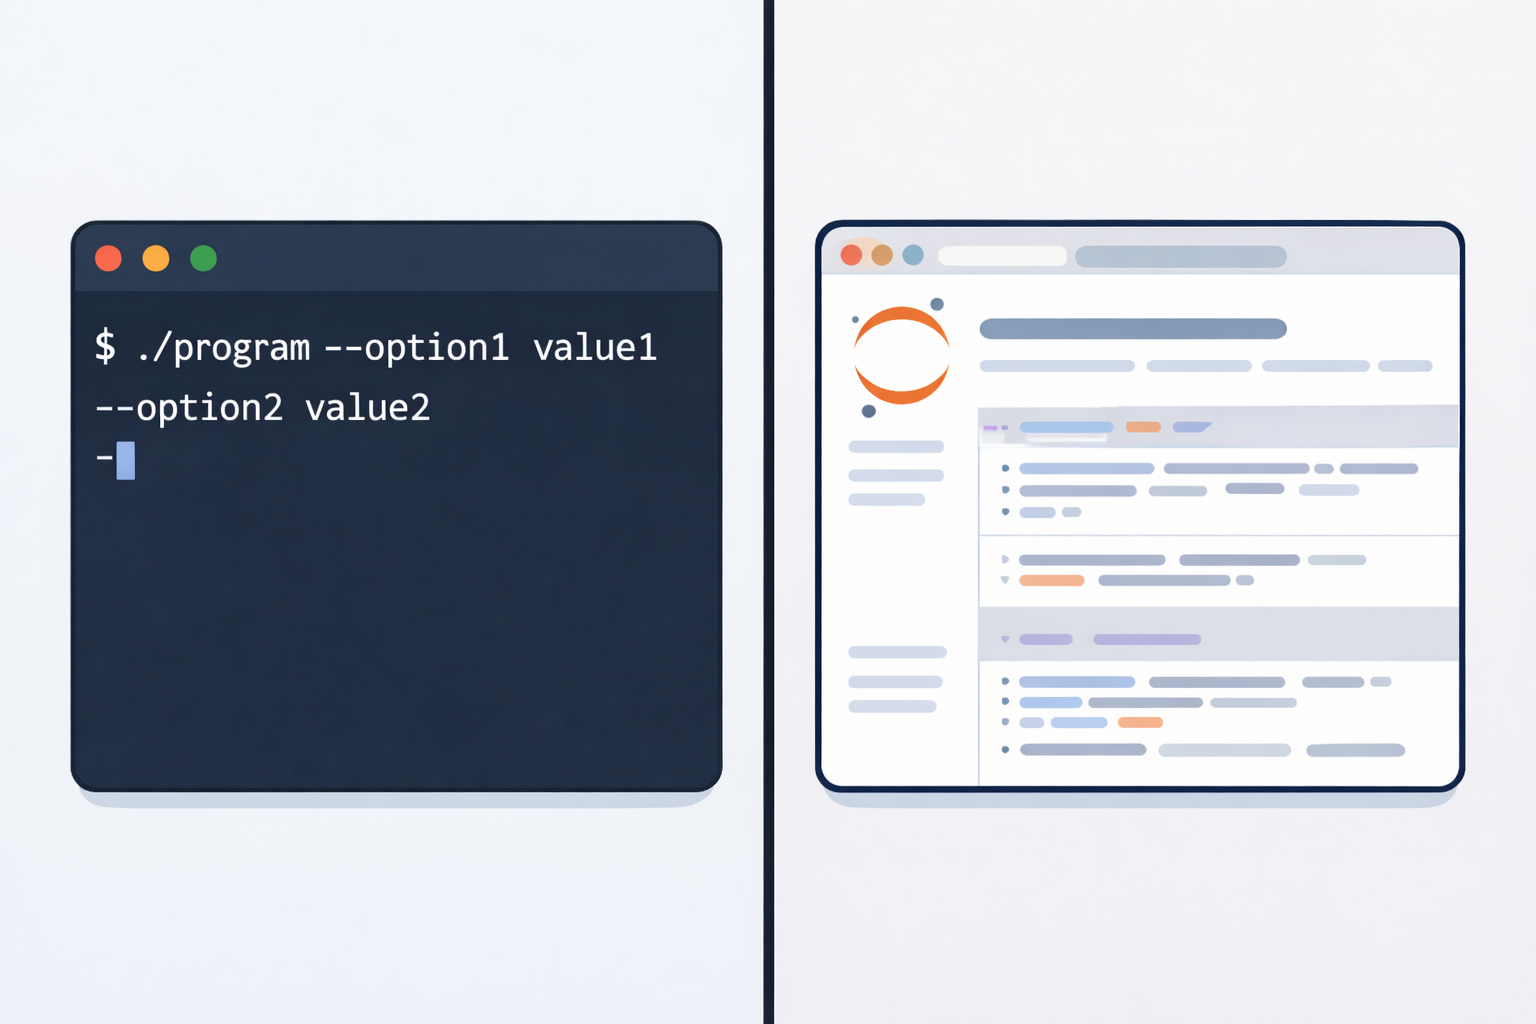 $ ./program --option1 value1
--option2 value2
-